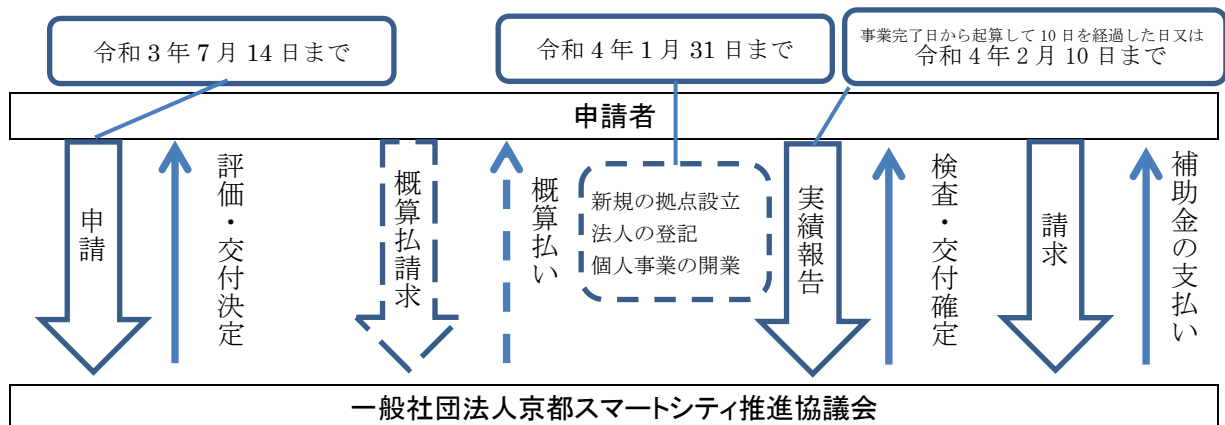 令和3年7月14日まで
令和4年1月31日まで
事業完了日から起算して10日を経過した日又は
令和4年2月10日まで
申請者
申請
評価・交付決定
概算払請求
概算払い
新規の拠点設立
法人の登記
個人事業の開業
実績報告
検査・交付確定
請求
補助金の支払い
一般社団法人京都スマートシティ推進協議会